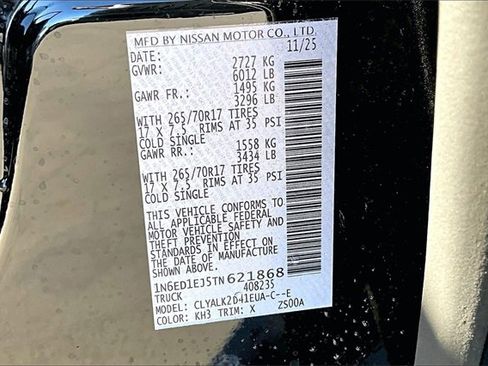 MFD BY NISSAN MOTOR CO., LTD
DATE: 11/25
GVWR: 2727 KG
6012 LB
GAWR FR.: 1495 KG
3296 LB
WITH 265/70R17 TIRES
17 X 7.5 RIMS AT 35 PSI
COLD SINGLE
GAWR RR.: 1558 KG
3434 LB
WITH 265/70R17 TIRES
17 X 7.5 RIMS AT 35 PSI
COLD SINGLE
THIS VEHICLE CONFORMS TO
ALL APPLICABLE FEDERAL
MOTOR VEHICLE SAFETY AND
THEFT PREVENTION
STANDARDS IN EFFECT ON
THE DATE OF MANUFACTURE
SHOWN ABOVE.
1N6ED1EJ5TN621868
TRUCK 408235
MODEL: CLYALK2D41EUA-C--E
COLOR: KH3 TRIM: X ZS00A